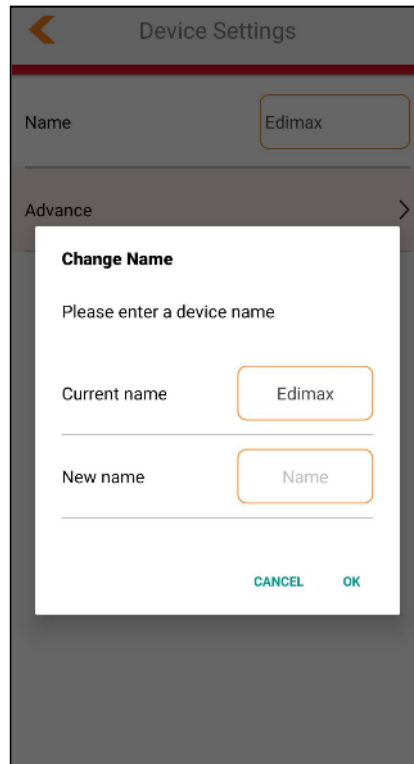 Device Settings
Name Edimax
Advance
Change Name
Please enter a device name
Current name Edimax
New name Name
CANCEL OK